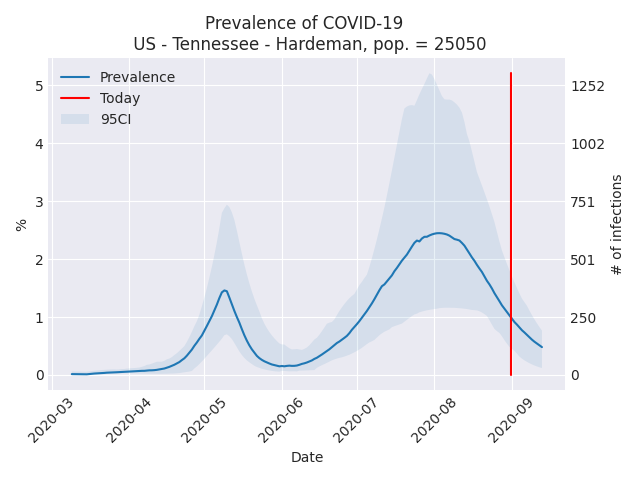 Prevalence of COVID-19
US - Tennessee - Hardeman, pop. = 25050
Prevalence
Today
95CI
5
4
3
2
1
0
%
1252
1002
751
501
250
0
# of infections
2020-03
2020-04
2020-05
2020-06
2020-07
2020-08
2020-09
Date